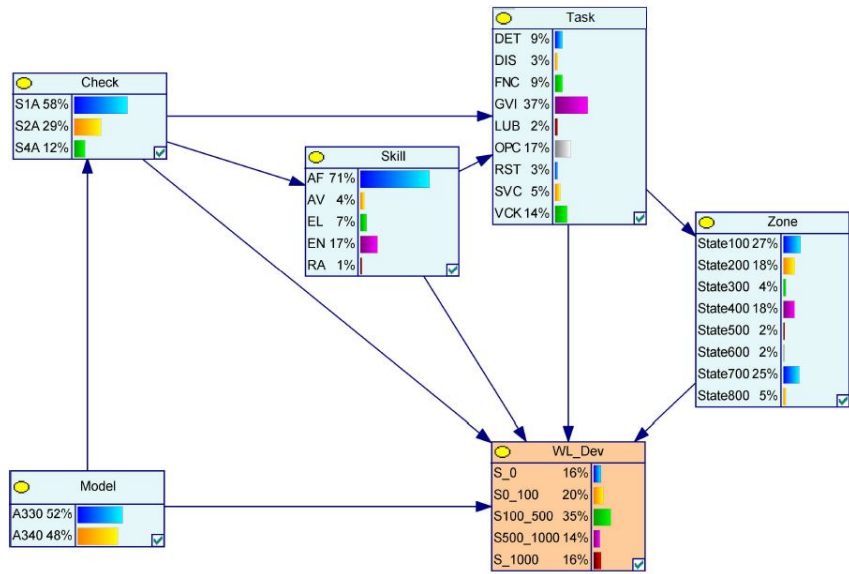 Task
DET 9%
DIS 3%
FNC 9%
GVI 37%
LUB 2%
OPC 17%
RST 3%
SVC 5%
VCK 14%
Check
S1A 58%
S2A 29%
S4A 12%
Skill
AF 71%
AV 4%
EL 7%
EN 17%
RA 1%
Zone
State100 27%
State200 18%
State300 4%
State400 18%
State500 2%
State600 2%
State700 25%
State800 5%
Model
A330 52%
A340 48%
WL_Dev
S_0 16%
S0_100 20%
S100_500 35%
S500_1000 14%
S_1000 16%